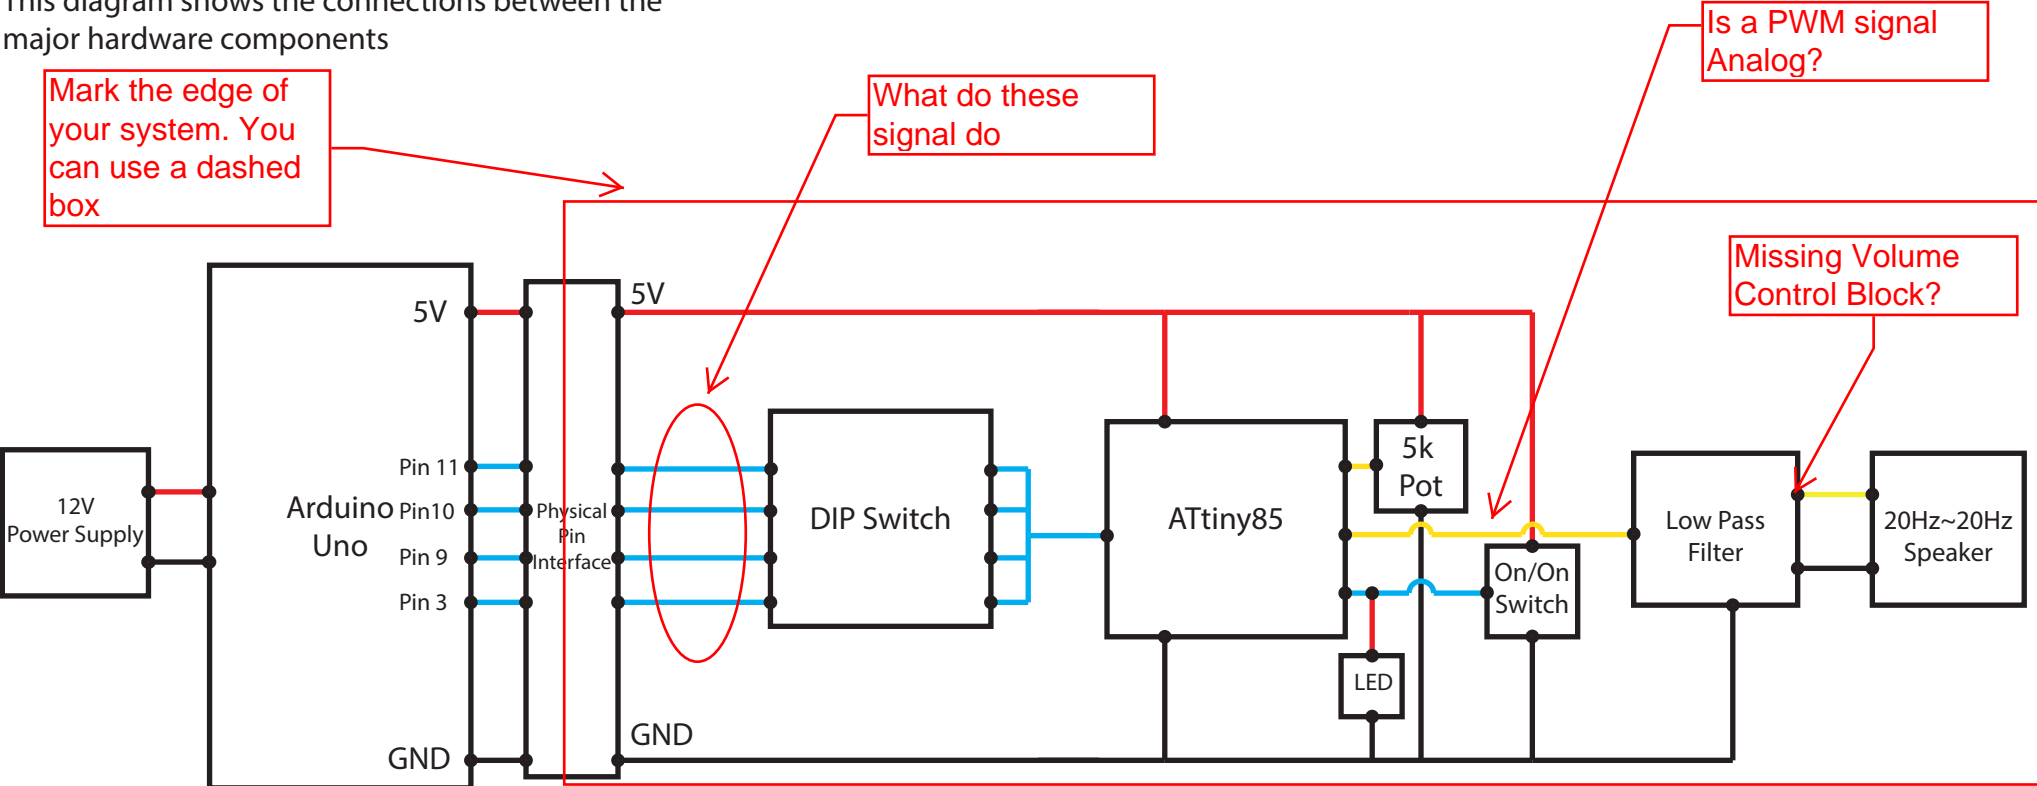 This diagram shows the connections between the
major hardware components
Is a PWM signal
Analog?
Mark the edge of
your system. You
can use a dashed
box
What do these
signal do
Missing Volume
Control Block?
5V
5V
Pin 11
Arduino
Uno
Pin10
Pin 9
Pin 3
GND
12V
Power Supply
Physical
Pin
Interface
DIP Switch
ATtiny85
5k
Pot
On/On
Switch
LED
Low Pass
Filter
20Hz~20Hz
Speaker
GND